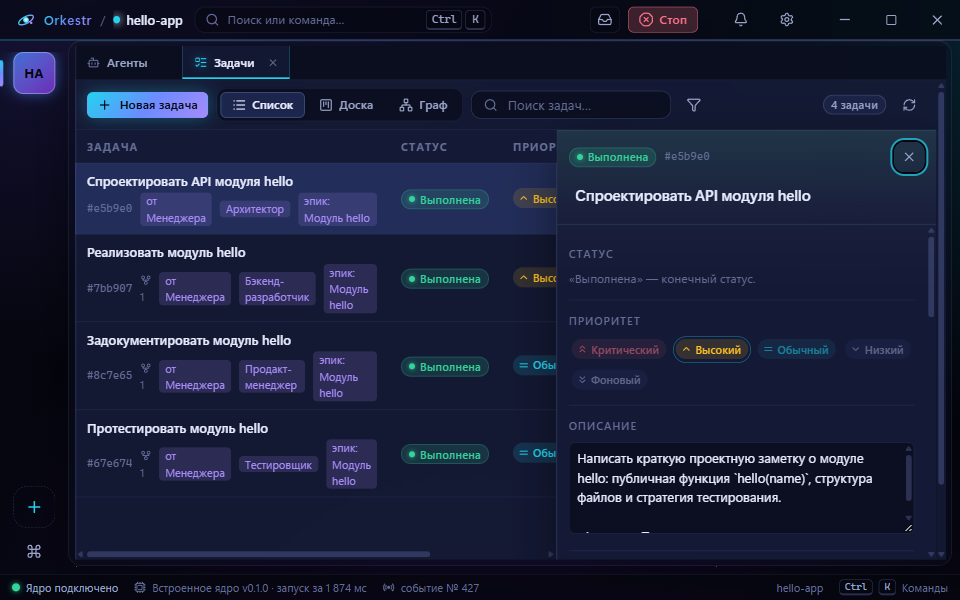 Orkestr / hello-app
Поиск или команда...
Ctrl K
Стоп
HA
Агенты
Задачи
Новая задача
Список
Доска
Граф
Поиск задач...
4 задачи
ЗАДАЧА
СТАТУС
ПРИОР
Спроектировать API модуля hello
#e5b9e0
от
Менеджера
Архитектор
эпик:
Модуль hello
Выполнена
Высо
Реализовать модуль hello
#7bb907
1
от
Менеджера
Бэкенд-
разработчик
эпик:
Модуль
hello
Выполнена
Высо
Задокументировать модуль hello
#8c7e65
1
от
Менеджера
Продакт-
менеджер
эпик:
Модуль
hello
Выполнена
Обы
Протестировать модуль hello
#67e674
1
от
Менеджера
Тестировщик
эпик:
Модуль
hello
Выполнена
Обы
Выполнена
#e5b9e0
Спроектировать API модуля hello
СТАТУС
«Выполнена» — конечный статус.
ПРИОРИТЕТ
Критический
Высокий
Обычный
Низкий
Фоновый
ОПИСАНИЕ
Написать краткую проектную заметку о модуле
hello: публичная функция `hello(name)`, структура
файлов и стратегия тестирования.
Ядро подключено
Встроенное ядро v0.1.0 · запуск за 1 874 мс
событие № 427
hello-app
Ctrl K Команды